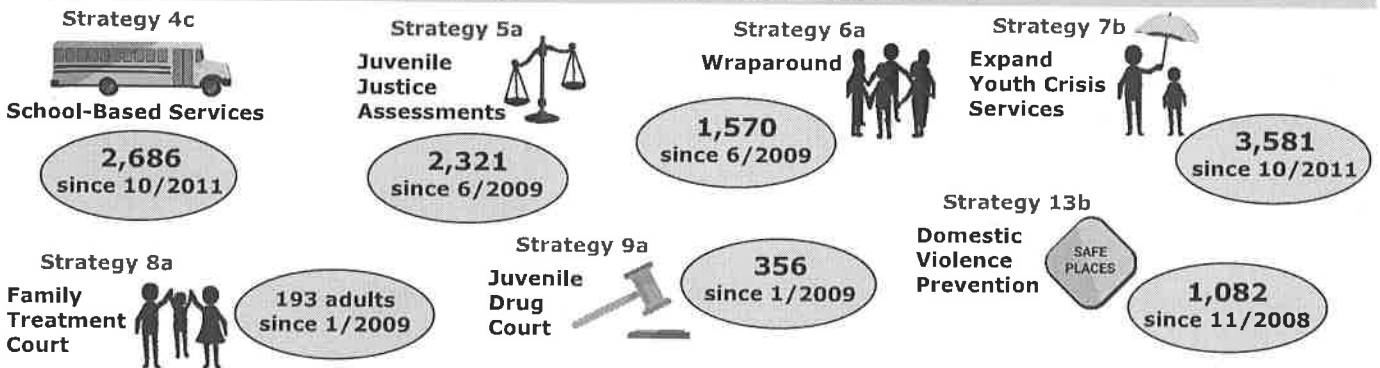 Strategy 4c
School-Based Services
2,686
since 10/2011
Strategy 5a
Juvenile
Justice
Assessments
2,321
since 6/2009
Strategy 6a
Wraparound
1,570
since 6/2009
Strategy 7b
Expand
Youth Crisis
Services
3,581
since 10/2011
Strategy 8a
Family
Treatment
Court
193 adults
since 1/2009
Strategy 9a
Juvenile
Drug
Court
356
since 1/2009
Strategy 13b
Domestic
Violence
Prevention
SAFE
PLACES
1,082
since 11/2008